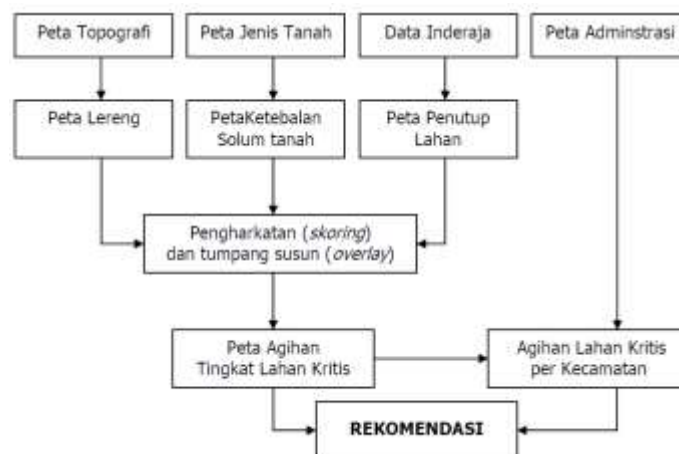 Peta Topografi
Peta Jenis Tanah
Data Inderaja
Peta Adminstrasi
Peta Lereng
PetaKetebalan
Solum tanah
Peta Penutup
Lahan
Pengharkatan (skoring)
dan tumpang susun (overlay)
Peta Agihan
Tingkat Lahan Kritis
Agihan Lahan Kritis
per Kecamatan
REKOMENDASI